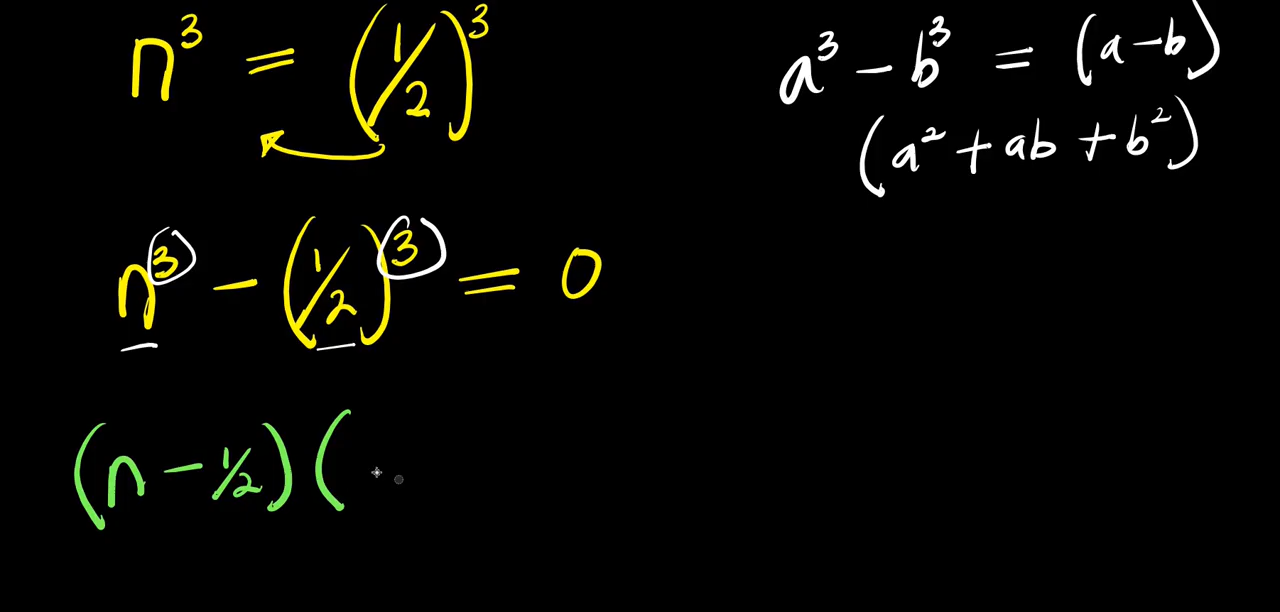 n³ = (1/2)³
a³ - b³ = (a - b)
(a² + ab + b²)
n³ - (1/2)³ = 0
(n - 1/2) (